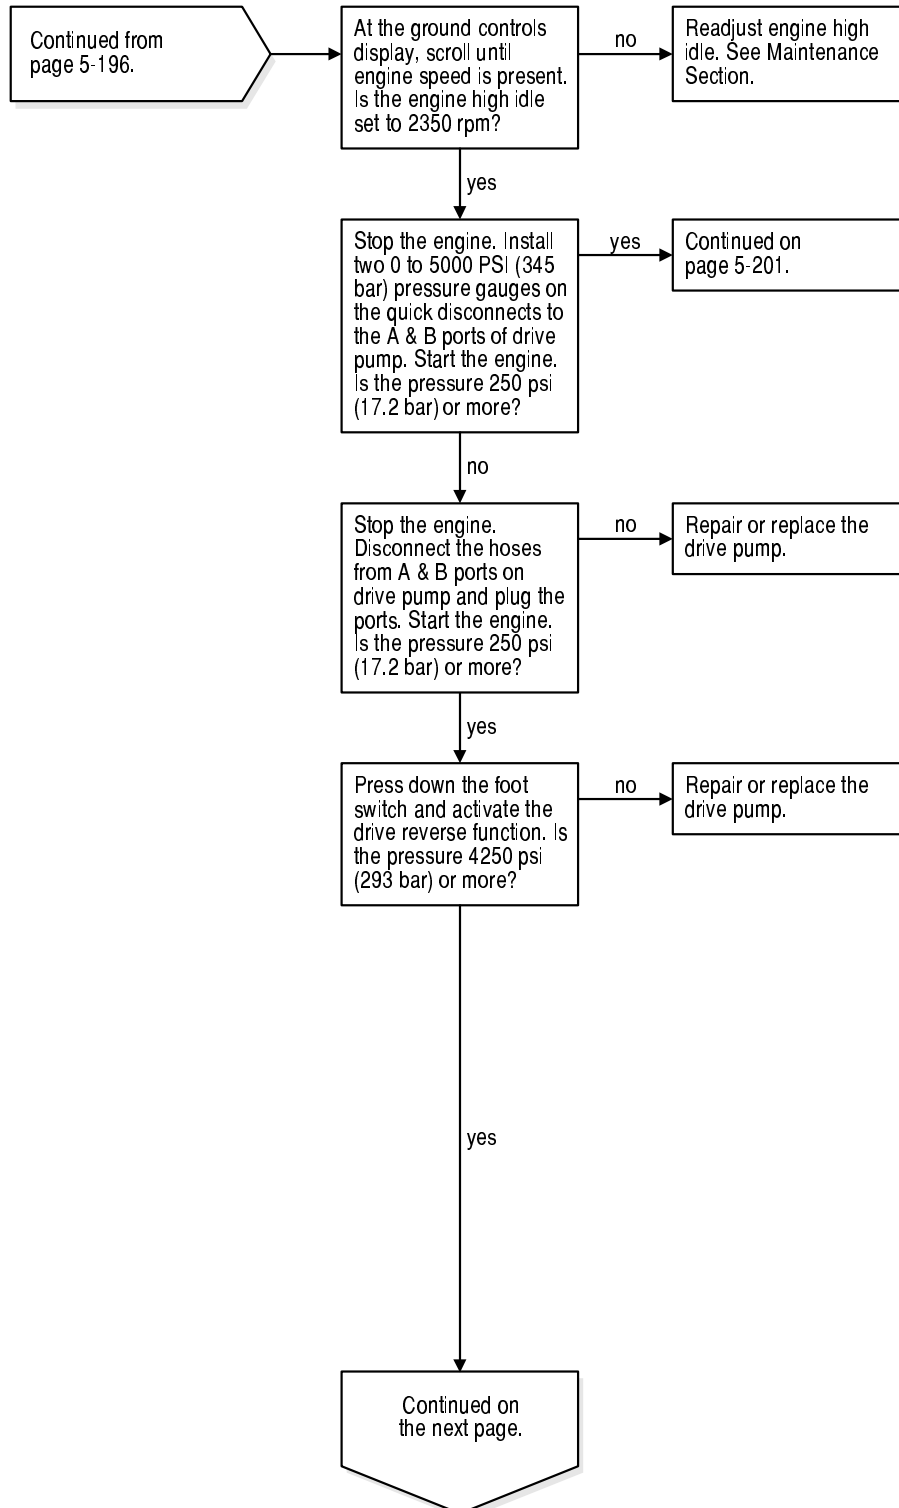 Continued from
page 5-196.
At the ground controls
display, scroll until
engine speed is present.
Is the engine high idle
set to 2350 rpm?
no
Readjust engine high
idle. See Maintenance
Section.
yes
Stop the engine. Install
two 0 to 5000 PSI (345
bar) pressure gauges on
the quick disconnects to
the A & B ports of drive
pump. Start the engine.
Is the pressure 250 psi
(17.2 bar) or more?
yes
Continued on
page 5-201.
no
Stop the engine.
Disconnect the hoses
from A & B ports on
drive pump and plug the
ports. Start the engine.
Is the pressure 250 psi
(17.2 bar) or more?
no
Repair or replace the
drive pump.
yes
Press down the foot
switch and activate the
drive reverse function. Is
the pressure 4250 psi
(293 bar) or more?
no
Repair or replace the
drive pump.
yes
Continued on
the next page.